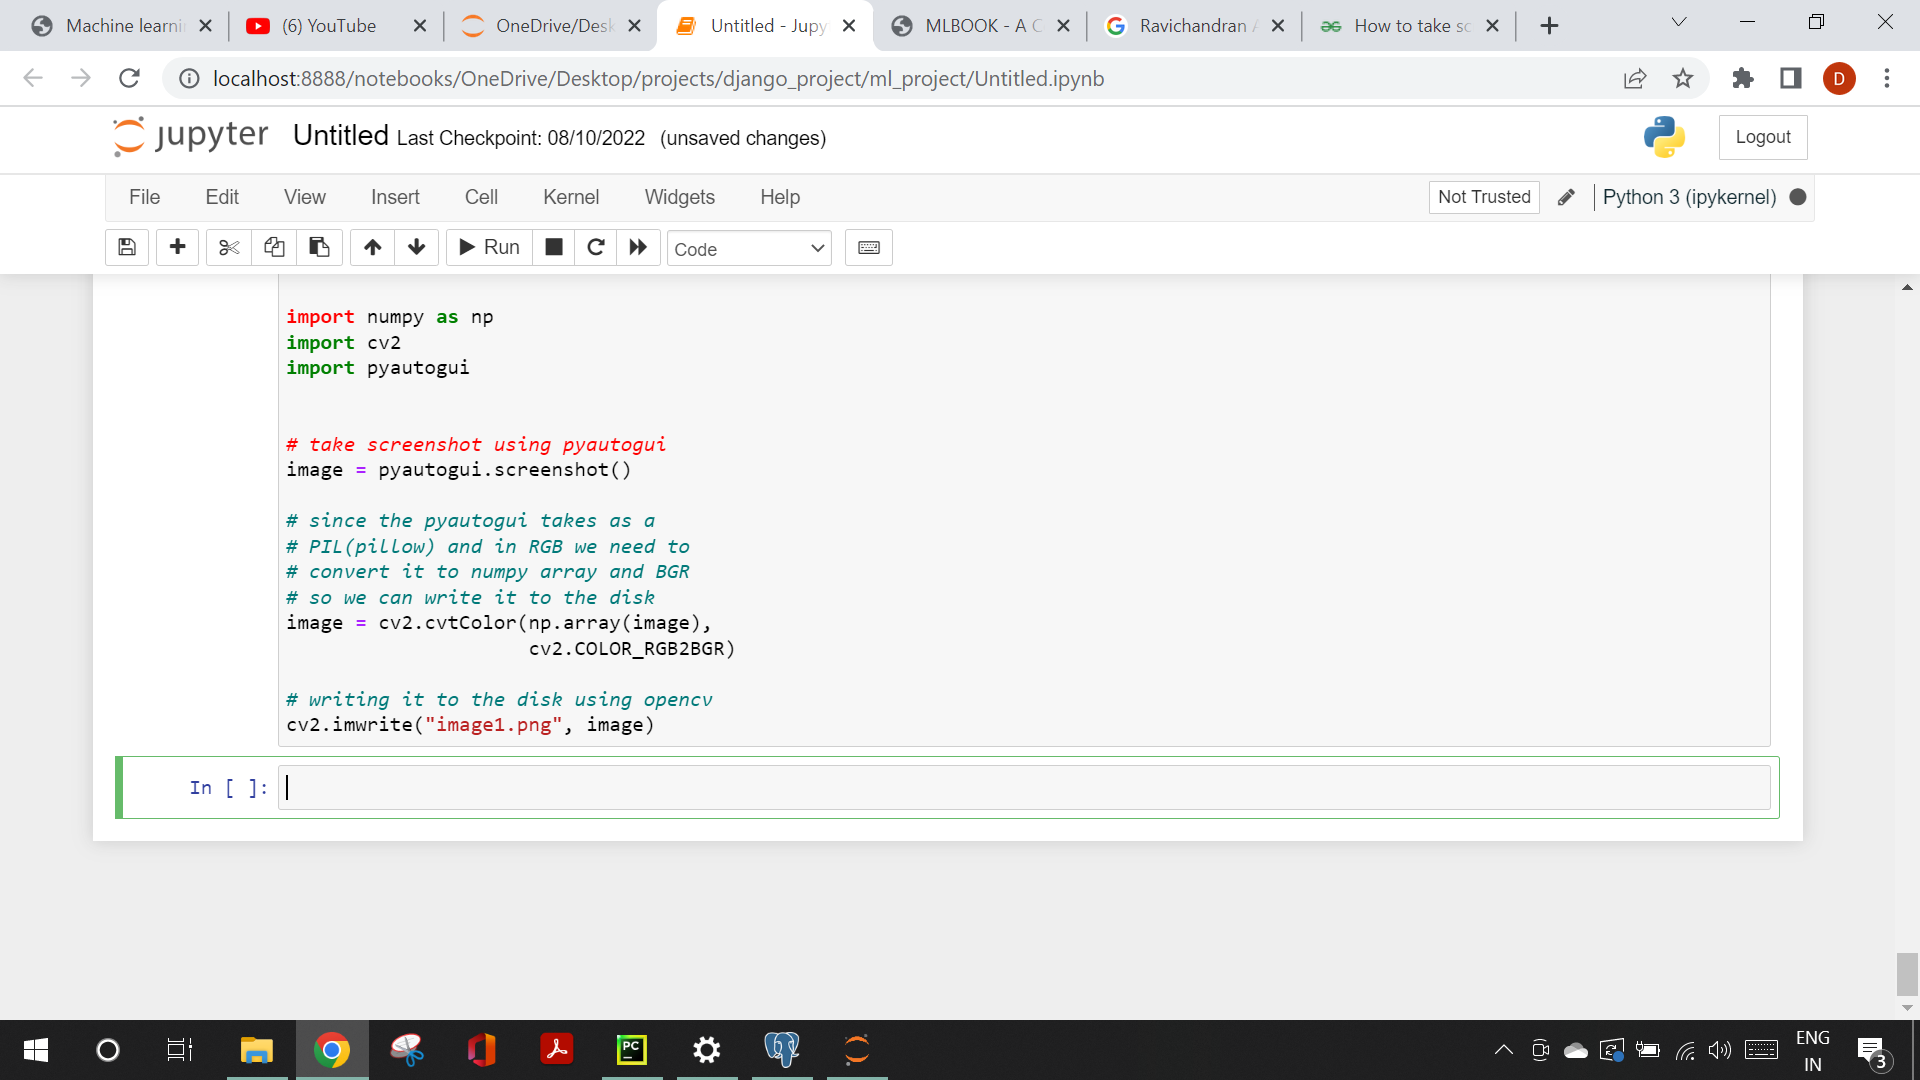 Machine learni
(6) YouTube
OneDrive/Desk
Untitled - Jupy
MLBOOK - A C
Ravichandran A
How to take sc
localhost:8888/notebooks/OneDrive/Desktop/projects/django_project/ml_project/Untitled.ipynb
D
jupyter Untitled Last Checkpoint: 08/10/2022 (unsaved changes)
Logout
File Edit View Insert Cell Kernel Widgets Help
Not Trusted
Python 3 (ipykernel)
Run
Code
import numpy as np
import cv2
import pyautogui
# take screenshot using pyautogui
image = pyautogui.screenshot()
# since the pyautogui takes as a
# PIL(pillow) and in RGB we need to
# convert it to numpy array and BGR
# so we can write it to the disk
image = cv2.cvtColor(np.array(image),
cv2.COLOR_RGB2BGR)
# writing it to the disk using opencv
cv2.imwrite("image1.png", image)
In [ ]:
PC
ENG
IN
3